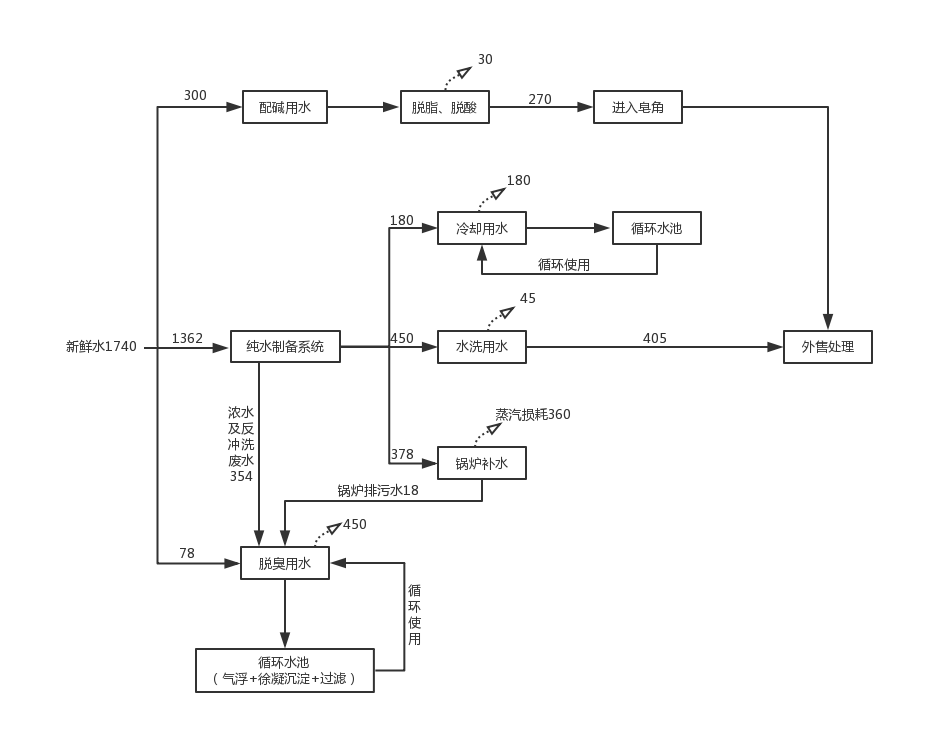 30
300
配碱用水
脱脂、脱酸
270
进入皂角
180
180
冷却用水
循环水池
循环使用
45
新鲜水1740
1362
纯水制备系统
450
水洗用水
405
外售处理
蒸汽损耗360
浓水
及反
冲洗
废水
354
378
锅炉补水
锅炉排污水18
450
78
脱臭用水
循
环
使
用
循环水池
（气浮+徐凝沉淀+过滤）